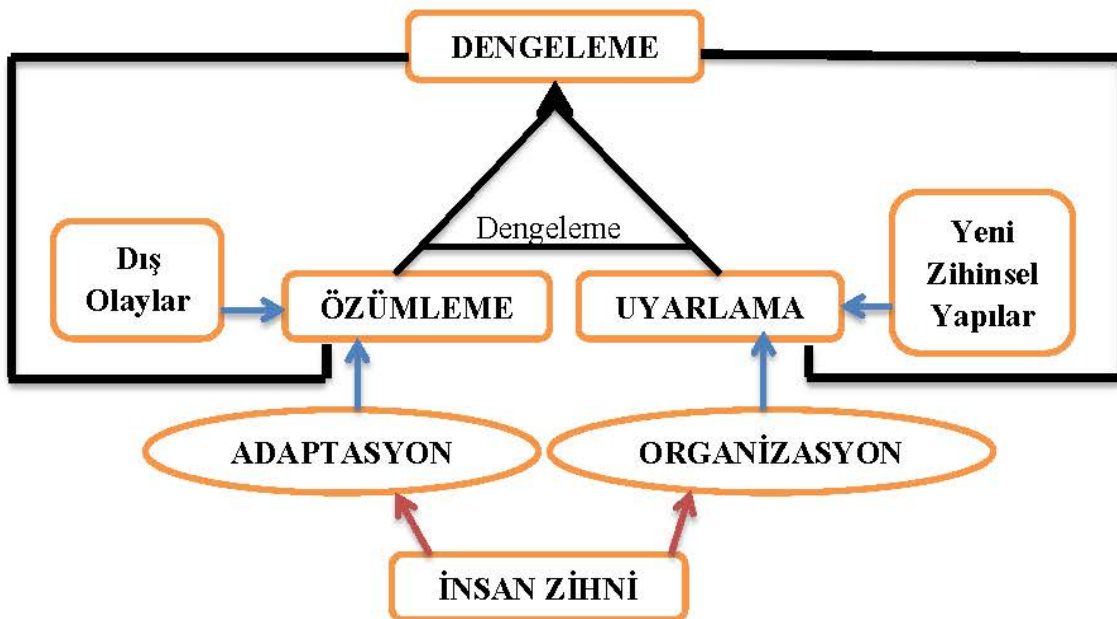 DENGELEME
Dengeleme
Dış
Olaylar
ÖZÜMLEME
UYARLAMA
Yeni
Zihinsel
Yapılar
ADAPTASYON
ORGANİZASYON
İNSAN ZİHNİ